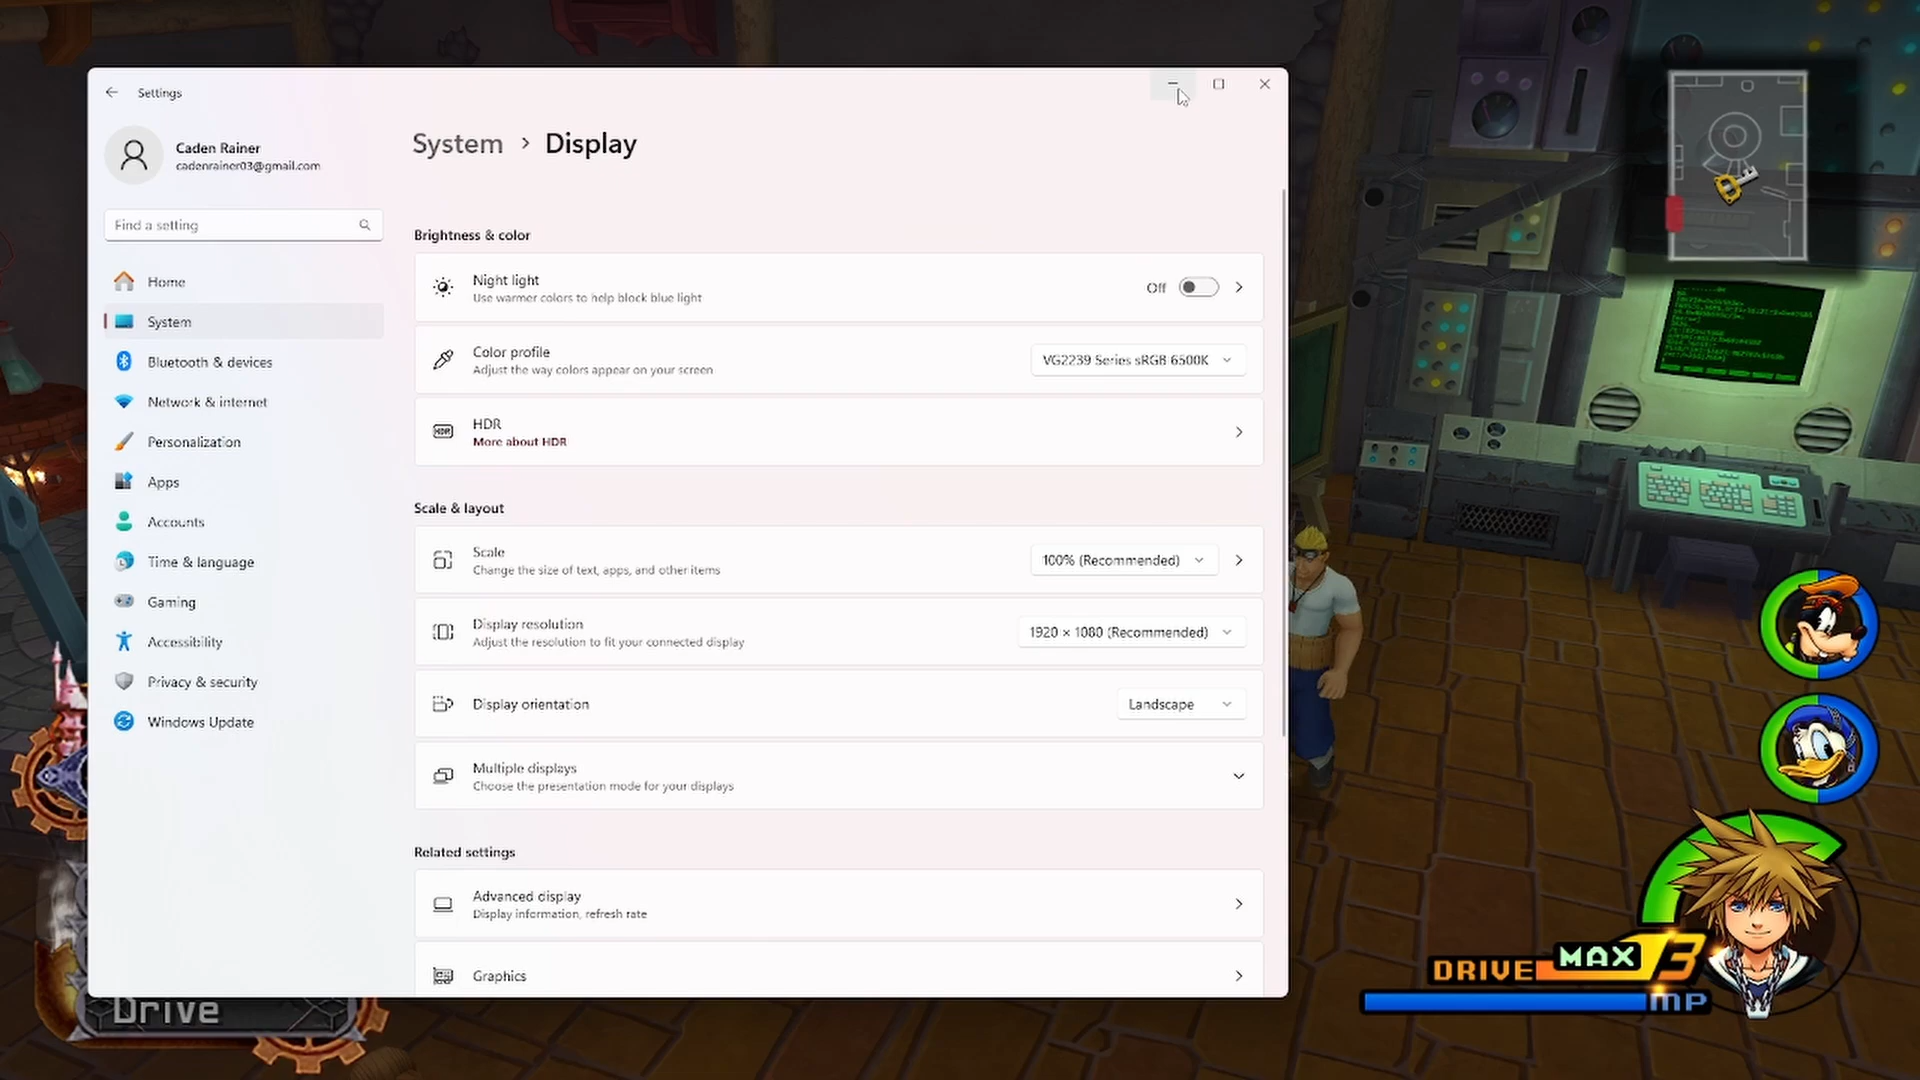 Settings
Caden Rainer
cadenrainer03@gmail.com
Find a setting
Home
System
Bluetooth & devices
Network & internet
Personalization
Apps
Accounts
Time & language
Gaming
Accessibility
Privacy & security
Windows Update
System › Display
Brightness & color
Night light
Use warmer colors to help block blue light
Off
Color profile
Adjust the way colors appear on your screen
VG2239 Series sRGB 6500K
HDR
HDR
More about HDR
Scale & layout
Scale
Change the size of text, apps, and other items
100% (Recommended)
Display resolution
Adjust the resolution to fit your connected display
1920 × 1080 (Recommended)
Display orientation
Landscape
Multiple displays
Choose the presentation mode for your displays
Related settings
Advanced display
Display information, refresh rate
Graphics
Drive
DRIVE MAX 3
MP